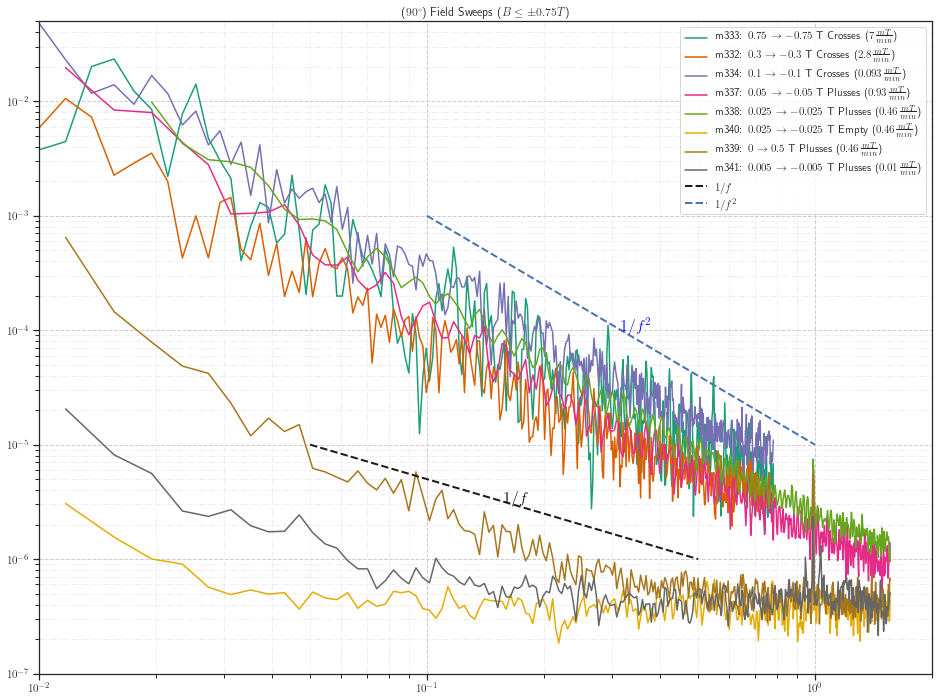 (90°) Field Sweeps (B ≤ ±0.75T)
m333: 0.75 → −0.75 T Crosses (7 mT/min)
m332: 0.3 → −0.3 T Crosses (2.8 mT/min)
m334: 0.1 → −0.1 T Crosses (0.093 mT/min)
m337: 0.05 → −0.05 T Plusses (0.93 mT/min)
m338: 0.025 → −0.025 T Plusses (0.46 mT/min)
m340: 0.025 → −0.025 T Empty (0.46 mT/min)
m339: 0 → 0.5 T Plusses (0.46 mT/min)
m341: 0.005 → −0.005 T Plusses (0.01 mT/min)
1/f
1/f²
10⁻²
10⁻³
10⁻⁴
1/f²
10⁻⁵
1/f
10⁻⁶
10⁻⁷
10⁻² 10⁻¹ 10⁰